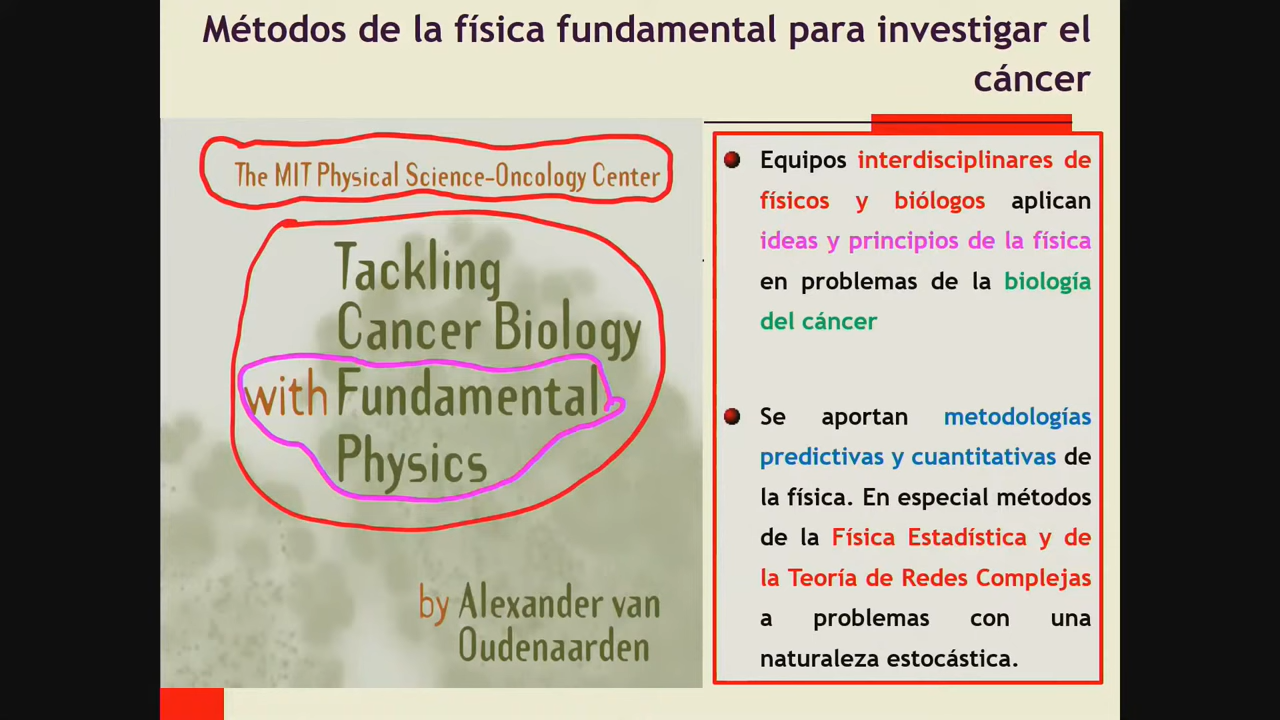 Métodos de la física fundamental para investigar el
cáncer
The MIT Physical Science-Oncology Center
Tackling
Cancer Biology
with Fundamental
Physics
by Alexander van
Oudenaarden
Equipos interdisciplinares de
físicos y biólogos aplican
ideas y principios de la física
en problemas de la biología
del cáncer
Se aportan metodologías
predictivas y cuantitativas de
la física. En especial métodos
de la Física Estadística y de
la Teoría de Redes Complejas
a problemas con una
naturaleza estocástica.